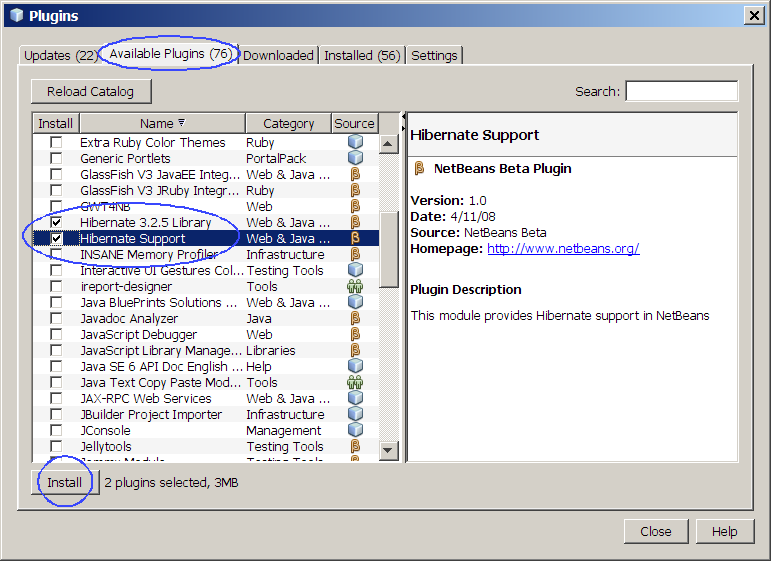 Plugins
Updates (22) Available Plugins (76) Downloaded Installed (56) Settings
Reload Catalog Search:
Install Name Category Source
Extra Ruby Color Themes Ruby
Generic Portlets PortalPack
GlassFish V3 JavaEE Integ... Web & Java ...
GlassFish V3 JRuby Integr... Ruby
GWT4NB Web
Hibernate 3.2.5 Library Web & Java ...
Hibernate Support Web & Java ...
INSANE Memory Profiler Infrastructure
Interactive UI Gestures Col... Testing Tools
ireport-designer Tools
Java BluePrints Solutions ... Web & Java ...
Javadoc Analyzer Java
JavaScript Debugger Web
JavaScript Library Manage... Libraries
Java SE 6 API Doc English ... Help
Java Text Copy Paste Mod... Tools
JAX-RPC Web Services Web & Java ...
JBuilder Project Importer Infrastructure
JConsole Management
Jellytools Testing Tools
Jemmy Module Testing Tools
Hibernate Support
β NetBeans Beta Plugin
Version: 1.0
Date: 4/11/08
Source: NetBeans Beta
Homepage: http://www.netbeans.org/
Plugin Description
This module provides Hibernate support in NetBeans
Install 2 plugins selected, 3MB
Close Help